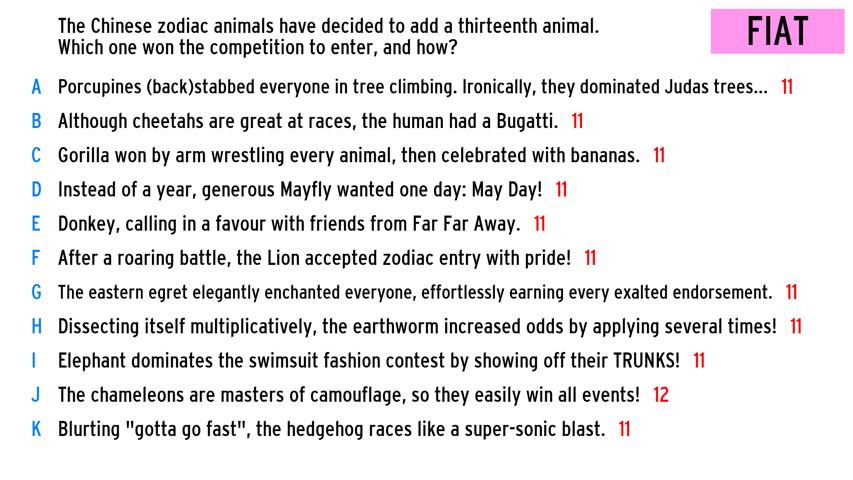 The Chinese zodiac animals have decided to add a thirteenth animal.
Which one won the competition to enter, and how?
FIAT
A Porcupines (back)stabbed everyone in tree climbing. Ironically, they dominated Judas trees... 11
B Although cheetahs are great at races, the human had a Bugatti. 11
C Gorilla won by arm wrestling every animal, then celebrated with bananas. 11
D Instead of a year, generous Mayfly wanted one day: May Day! 11
E Donkey, calling in a favour with friends from Far Far Away. 11
F After a roaring battle, the Lion accepted zodiac entry with pride! 11
G The eastern egret elegantly enchanted everyone, effortlessly earning every exalted endorsement. 11
H Dissecting itself multiplicatively, the earthworm increased odds by applying several times! 11
I Elephant dominates the swimsuit fashion contest by showing off their TRUNKS! 11
J The chameleons are masters of camouflage, so they easily win all events! 12
K Blurting "gotta go fast", the hedgehog races like a super-sonic blast. 11